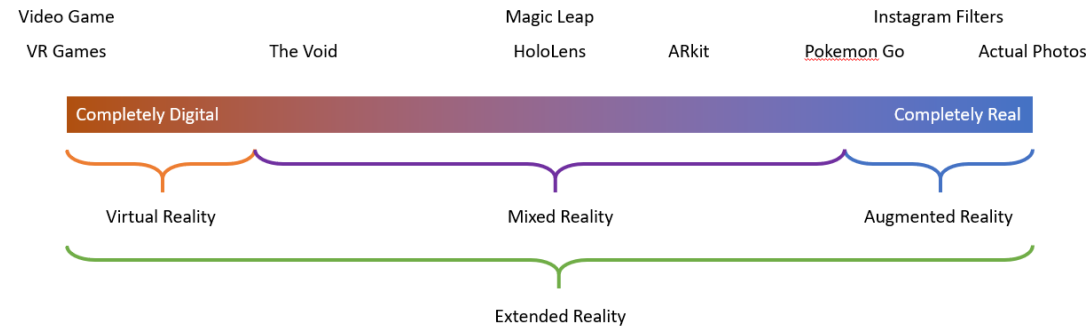 Video Game
Magic Leap
Instagram Filters
VR Games
The Void
HoloLens
ARkit
Pokemon Go
Actual Photos
Completely Digital
Completely Real
Virtual Reality
Mixed Reality
Augmented Reality
Extended Reality